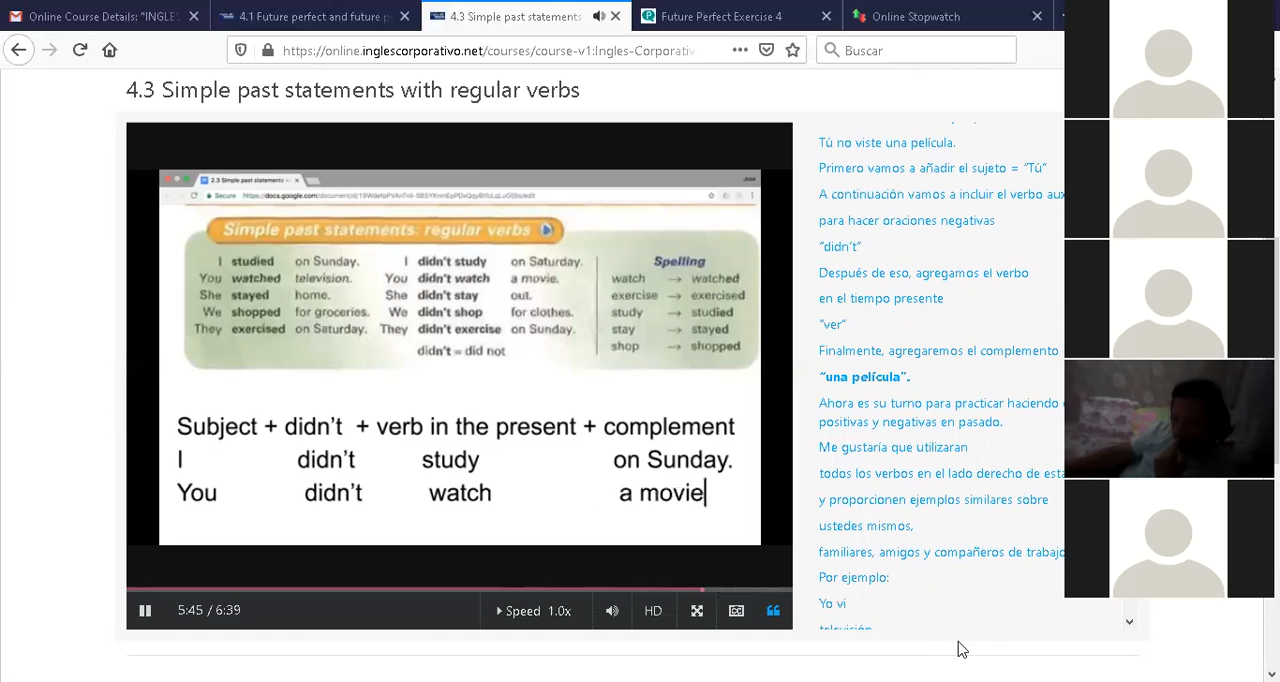 Online Course Details: "INGLES
4.1 Future perfect and future p
4.3 Simple past statements
Future Perfect Exercise 4
Online Stopwatch
https://online.inglescorporativo.net/courses/course-v1:Ingles-Corporativ
Buscar
4.3 Simple past statements with regular verbs
2.3 Simple past statements
Secure
Simple past statements: regular verbs
I studied on Sunday. I didn't study on Saturday. Spelling
You watched television. You didn't watch a movie. watch → watched
She stayed home. She didn't stay out. exercise → exercised
We shopped for groceries. We didn't shop for clothes. study → studied
They exercised on Saturday. They didn't exercise on Sunday. stay → stayed
didn't = did not shop → shopped
Subject + didn't + verb in the present + complement
I didn't study on Sunday.
You didn't watch a movie
5:45 / 6:39
Speed 1.0x
HD
Tú no viste una película.
Primero vamos a añadir el sujeto = "Tú"
A continuación vamos a incluir el verbo aux
para hacer oraciones negativas
"didn't"
Después de eso, agregamos el verbo
en el tiempo presente
"ver"
Finalmente, agregaremos el complemento
"una película".
Ahora es su turno para practicar haciendo
positivas y negativas en pasado.
Me gustaría que utilizaran
todos los verbos en el lado derecho de esta
y proporcionen ejemplos similares sobre
ustedes mismos,
familiares, amigos y compañeros de trabajo
Por ejemplo:
Yo vi
televisión